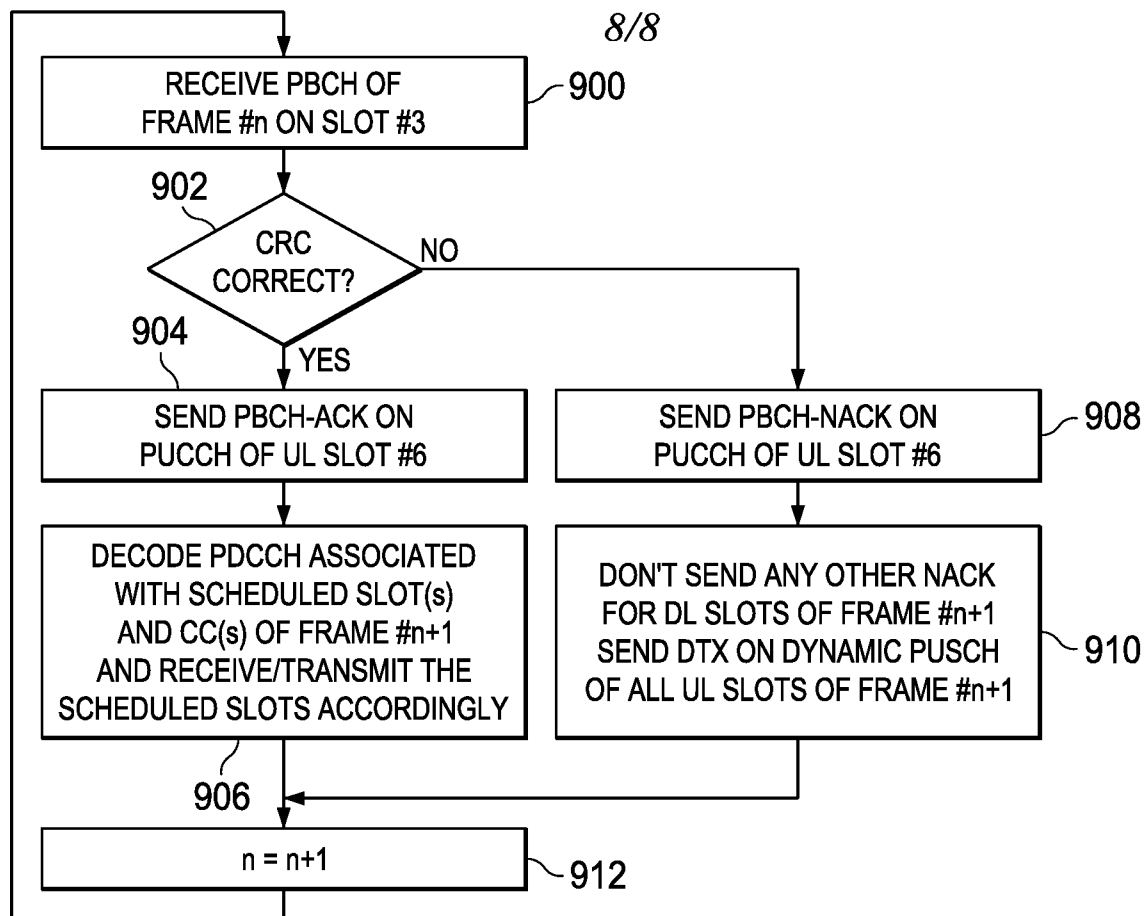 8/8
RECEIVE PBCH OF
FRAME #n ON SLOT #3
900
902
CRC
CORRECT?
NO
YES
904
SEND PBCH-ACK ON
PUCCH OF UL SLOT #6
SEND PBCH-NACK ON
PUCCH OF UL SLOT #6
908
DECODE PDCCH ASSOCIATED
WITH SCHEDULED SLOT(s)
AND CC(s) OF FRAME #n+1
AND RECEIVE/TRANSMIT THE
SCHEDULED SLOTS ACCORDINGLY
906
DON'T SEND ANY OTHER NACK
FOR DL SLOTS OF FRAME #n+1
SEND DTX ON DYNAMIC PUSCH
OF ALL UL SLOTS OF FRAME #n+1
910
n = n+1
912